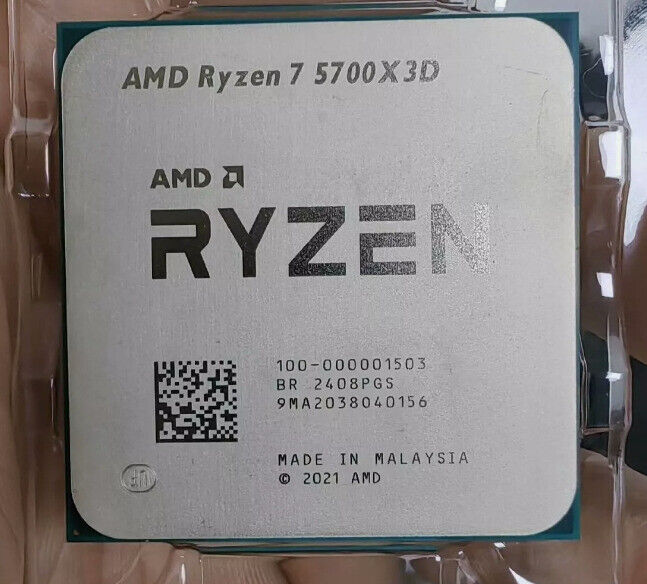 AMD Ryzen 7 5700X3D
AMD
RYZEN
100-000001503
BR 2408PGS
9MA2038040156
MADE IN MALAYSIA
© 2021 AMD